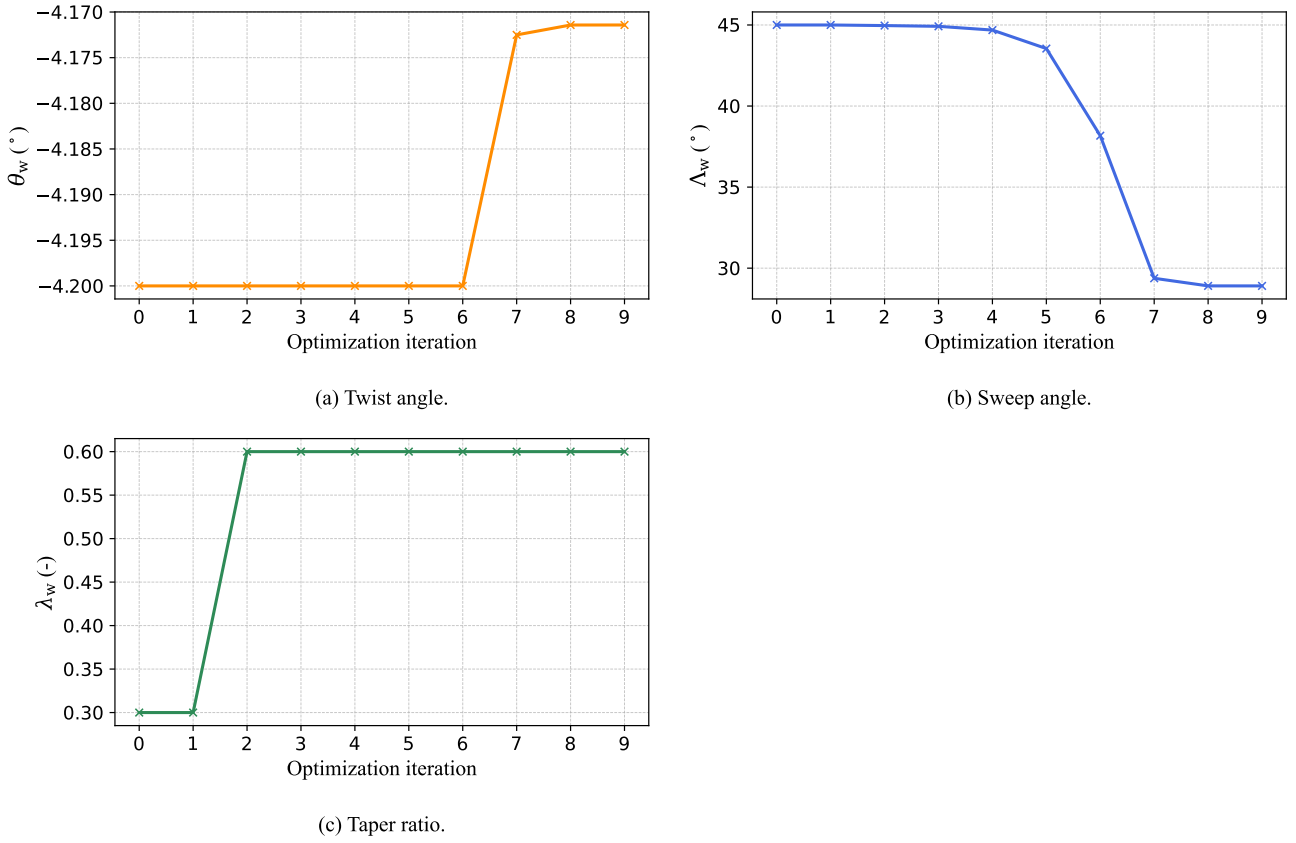 −4.170
−4.175
−4.180
−4.185
−4.190
−4.195
−4.200
θw (°)
0 1 2 3 4 5 6 7 8 9
Optimization iteration
(a) Twist angle.
45
40
35
30
Λw (°)
0 1 2 3 4 5 6 7 8 9
Optimization iteration
(b) Sweep angle.
0.60
0.55
0.50
0.45
0.40
0.35
0.30
λw (-)
0 1 2 3 4 5 6 7 8 9
Optimization iteration
(c) Taper ratio.